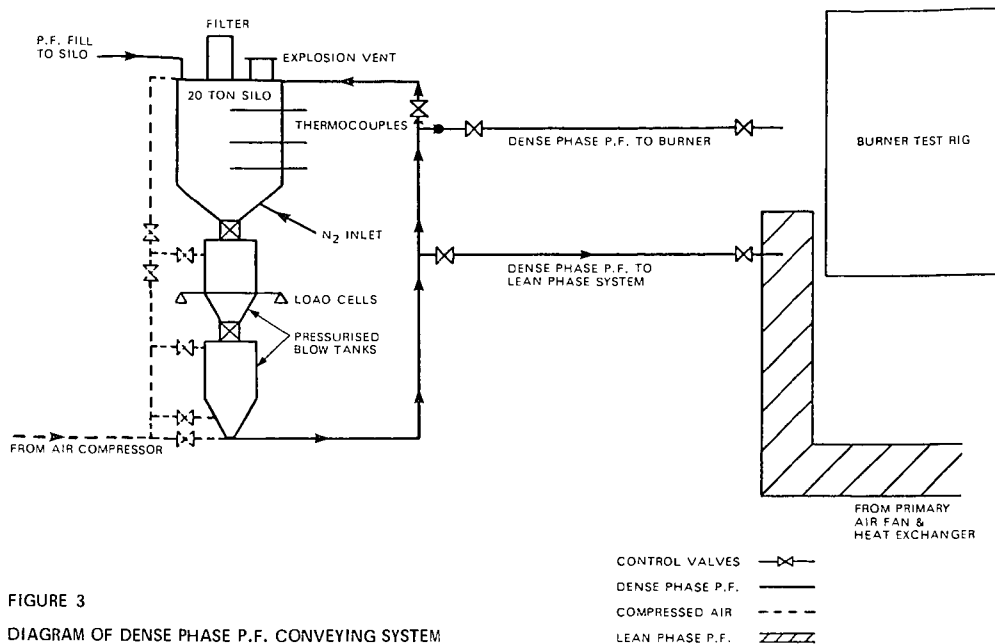 FILTER
P.F. FILL
TO SILO
EXPLOSION VENT
20 TON SILO
THERMOCOUPLES
DENSE PHASE P.F. TO BURNER
BURNER TEST RIG
N2 INLET
DENSE PHASE P.F. TO
LEAN PHASE SYSTEM
LOAO CELLS
PRESSURISED
BLOW TANKS
FROM AIR COMPRESSOR
FROM PRIMARY
AIR FAN &
HEAT EXCHANGER
CONTROL VALVES
DENSE PHASE P.F.
COMPRESSED AIR
LEAN PHASE P.F.
FIGURE 3
DIAGRAM OF DENSE PHASE P.F. CONVEYING SYSTEM